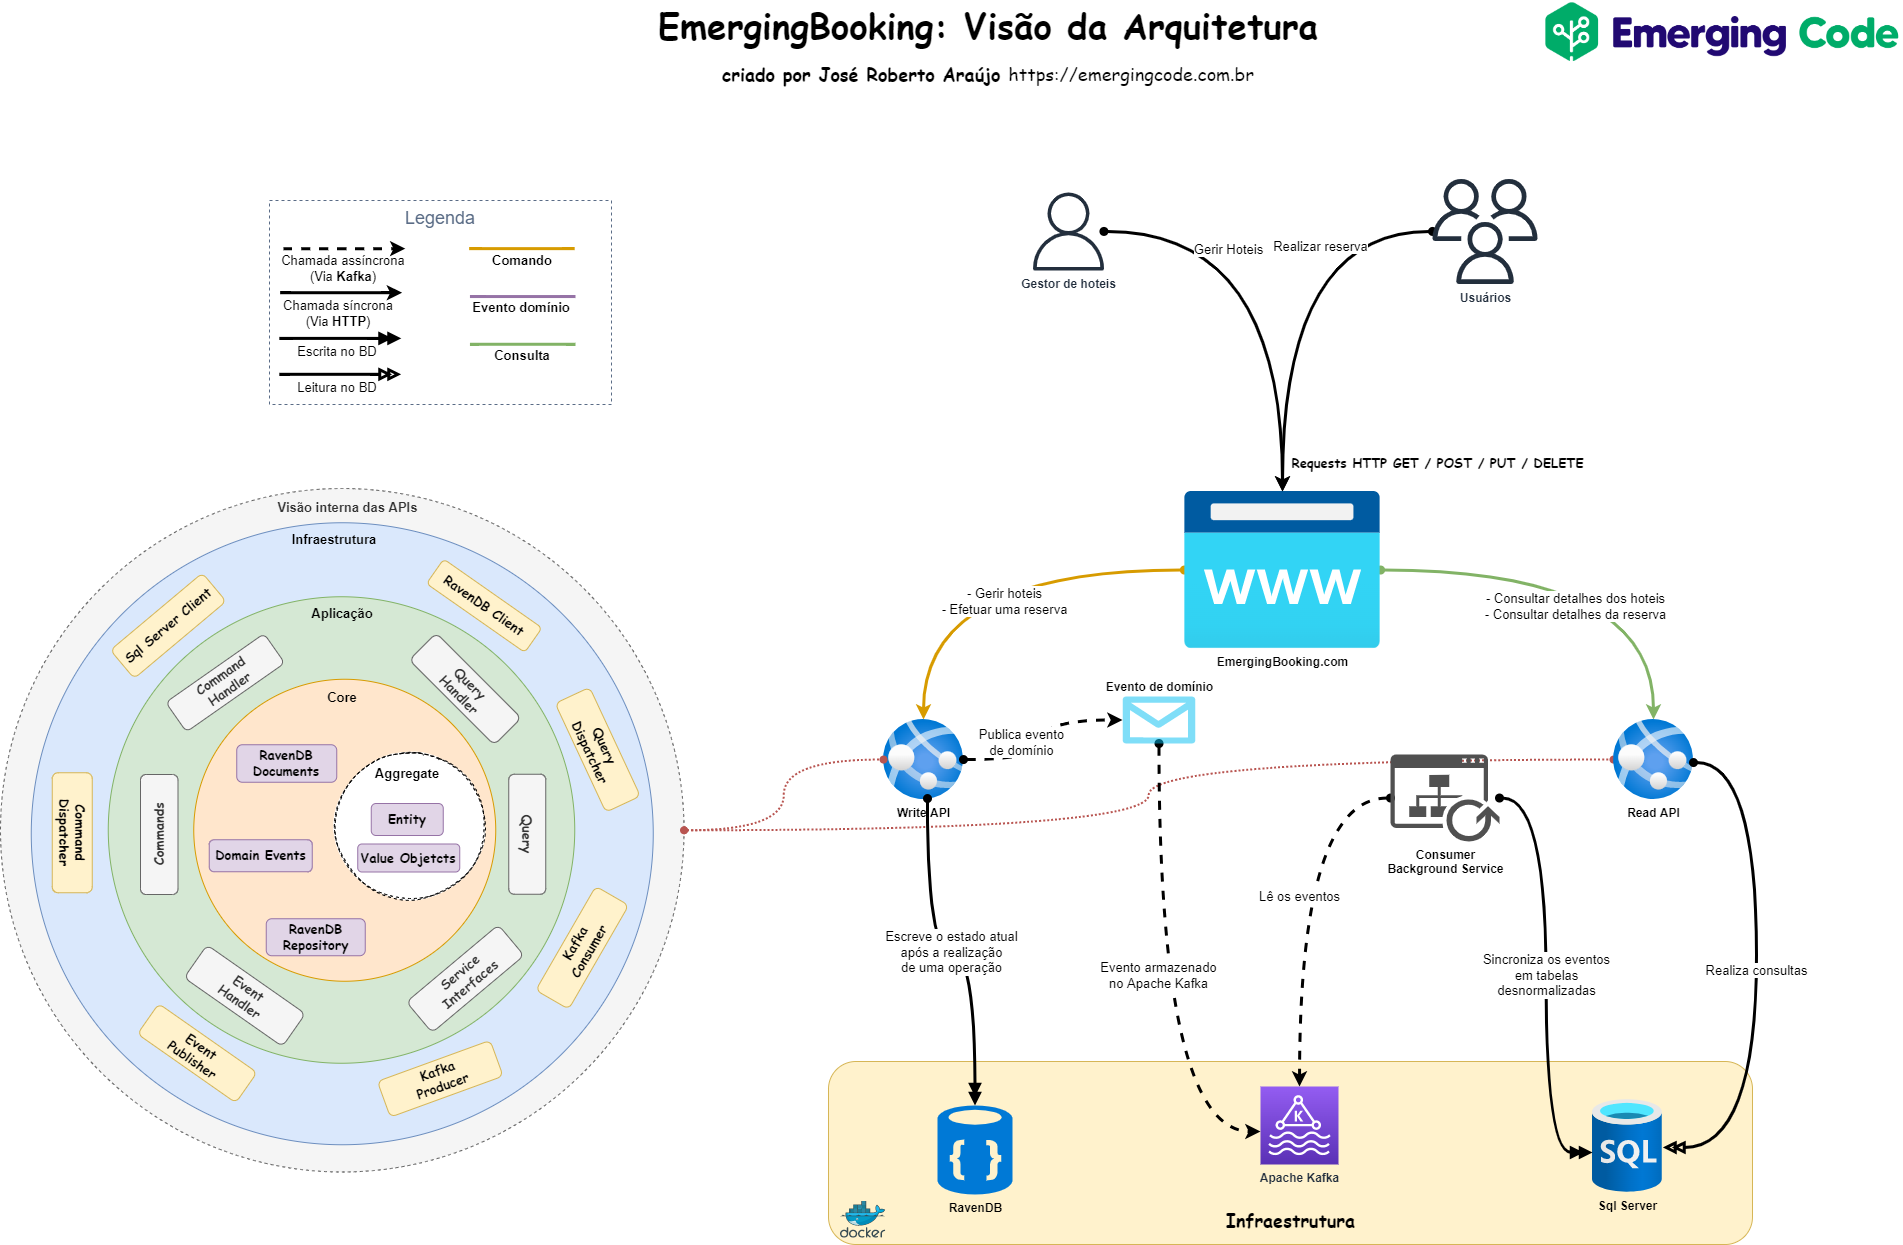 EmergingBooking: Visão da Arquitetura
criado por José Roberto Araújo https://emergingcode.com.br
Emerging Code
Legenda
Chamada assíncrona
(Via Kafka)
Chamada síncrona
(Via HTTP)
Escrita no BD
Leitura no BD
Comando
Evento domínio
Consulta
Gestor de hoteis
Gerir Hoteis
Realizar reserva
Usuários
Requests HTTP GET / POST / PUT / DELETE
WWW
EmergingBooking.com
- Gerir hoteis
- Efetuar uma reserva
- Consultar detalhes dos hoteis
- Consultar detalhes da reserva
Evento de domínio
Publica evento
de domínio
Write API
Read API
Consumer
Background Service
Lê os eventos
Escreve o estado atual
após a realização
de uma operação
Evento armazenado
no Apache Kafka
Sincroniza os eventos
em tabelas
desnormalizadas
Realiza consultas
{ }
RavenDB
K
Apache Kafka
SQL
Sql Server
docker
Infraestrutura
Visão interna das APIs
Infraestrutura
Sql Server Client
RavenDB Client
Query
Dispatcher
Command
Dispatcher
Kafka
Consumer
Event
Publisher
Kafka
Producer
Aplicação
Command
Handler
Query
Handler
Commands
Query
Event
Handler
Service
Interfaces
Core
RavenDB
Documents
Domain Events
RavenDB
Repository
Aggregate
Entity
Value Objetcts